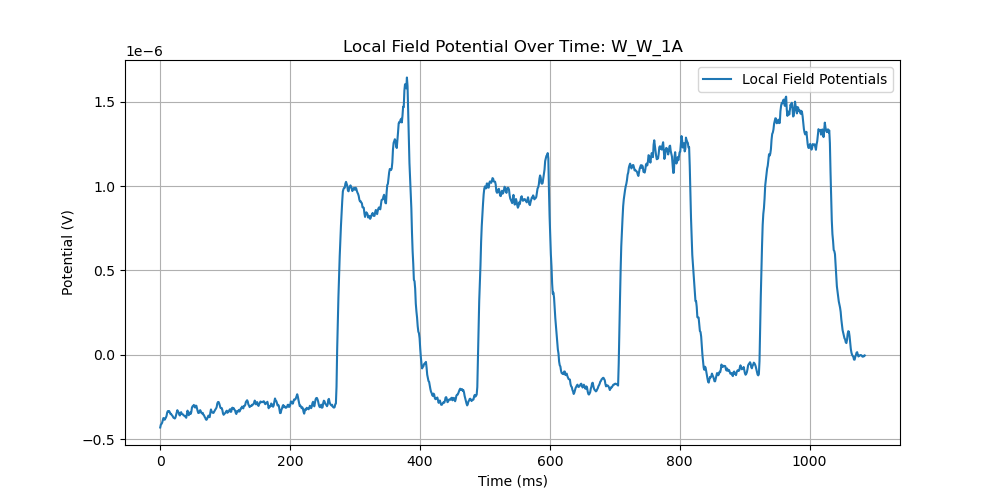 Local Field Potential Over Time: W_W_1A
1e−6
Local Field Potentials
1.5
1.0
0.5
0.0
−0.5
Potential (V)
0 200 400 600 800 1000
Time (ms)